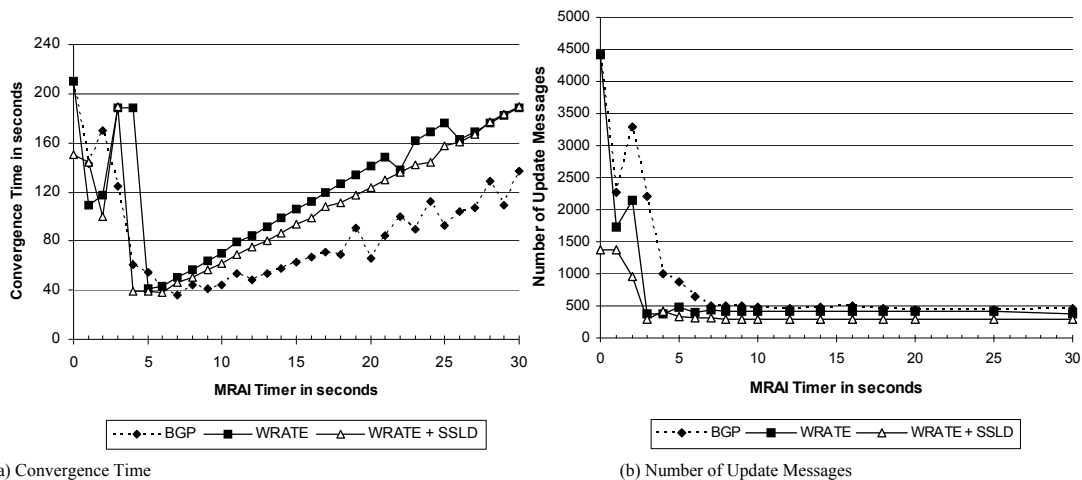 240
200
160
120
80
40
0
Convergence Time in seconds
0 5 10 15 20 25 30
MRAI Timer in seconds
BGP WRATE WRATE + SSLD
a) Convergence Time
5000
4500
4000
3500
3000
2500
2000
1500
1000
500
0
Number of Update Messages
0 5 10 15 20 25 30
MRAI Timer in seconds
BGP WRATE WRATE + SSLD
(b) Number of Update Messages